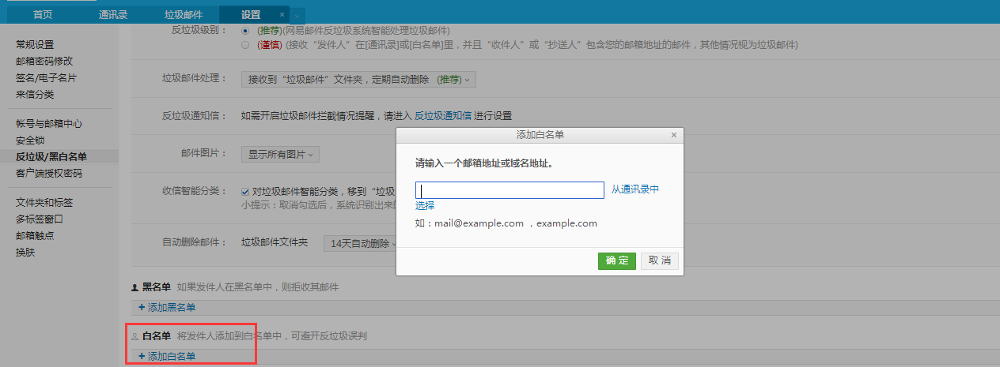 首页 通讯录 垃圾邮件 设置 ×
反垃圾级别： (推荐)(网易邮件反垃圾系统智能处理垃圾邮件)
(谨慎) (接收“发件人”在[通讯录]或[白名单]里，并且“收件人”或“抄送人”包含您的邮箱地址的邮件，其他情况视为垃圾邮件)
常规设置
邮箱密码修改
签名/电子名片
来信分类
帐号与邮箱中心
安全锁
反垃圾/黑白名单
客户端授权密码
文件夹和标签
多标签窗口
邮箱触点
换肤
垃圾邮件处理： 接收到“垃圾邮件”文件夹，定期自动删除 (推荐)
反垃圾通知信： 如需开启垃圾邮件拦截情况提醒，请进入 反垃圾通知信 进行设置
邮件图片： 显示所有图片
收信智能分类： 对垃圾邮件智能分类，移到“垃圾
小提示：取消勾选后，系统识别出来的
自动删除邮件： 垃圾邮件文件夹 14天自动删除
添加白名单 ×
请输入一个邮箱地址或域名地址。
从通讯录中
选择
如：mail@example.com ，example.com
确 定 取 消
黑名单 如果发件人在黑名单中，则拒收其邮件
+ 添加黑名单
白名单 将发件人添加到白名单中，可避开反垃圾误判
+ 添加白名单